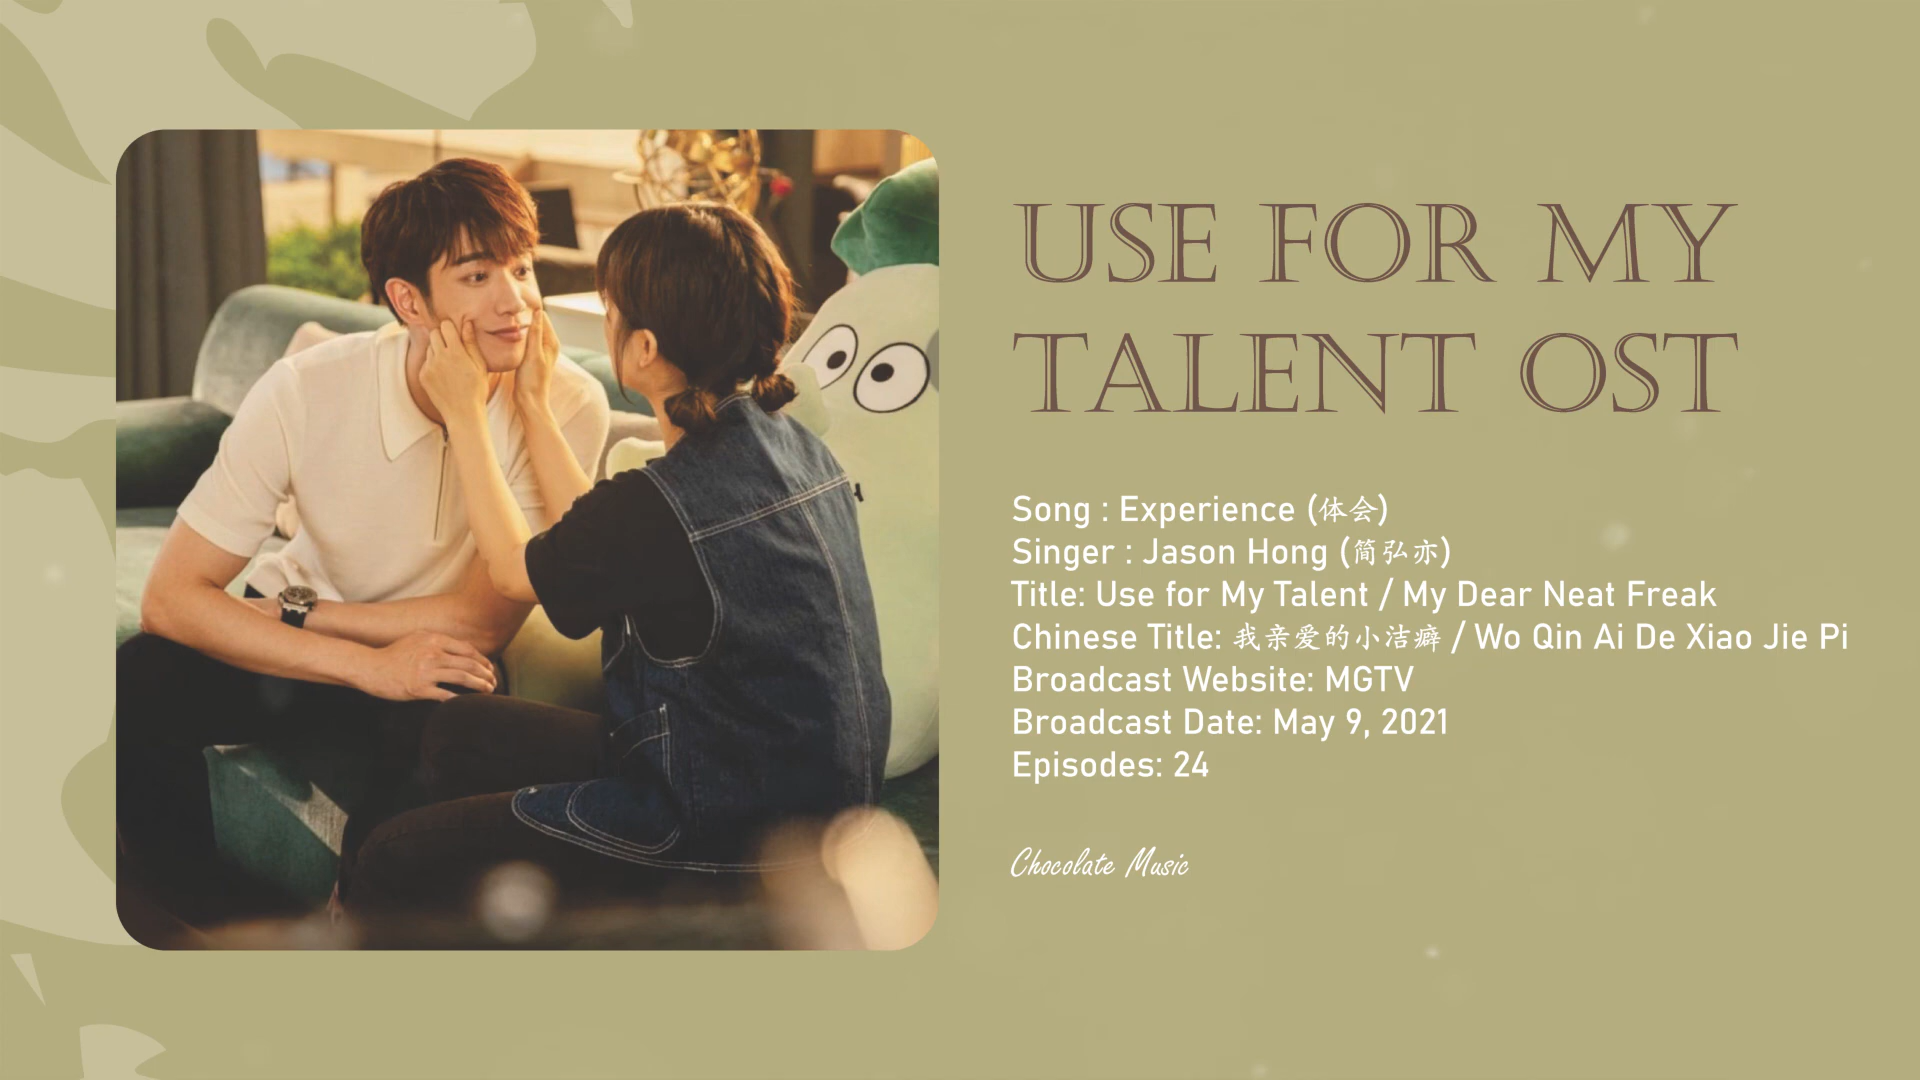 USE FOR MY
TALENT OST
Song : Experience (体会)
Singer : Jason Hong (简弘亦)
Title: Use for My Talent / My Dear Neat Freak
Chinese Title: 我亲爱的小洁癖 / Wo Qin Ai De Xiao Jie Pi
Broadcast Website: MGTV
Broadcast Date: May 9, 2021
Episodes: 24
Chocolate Music